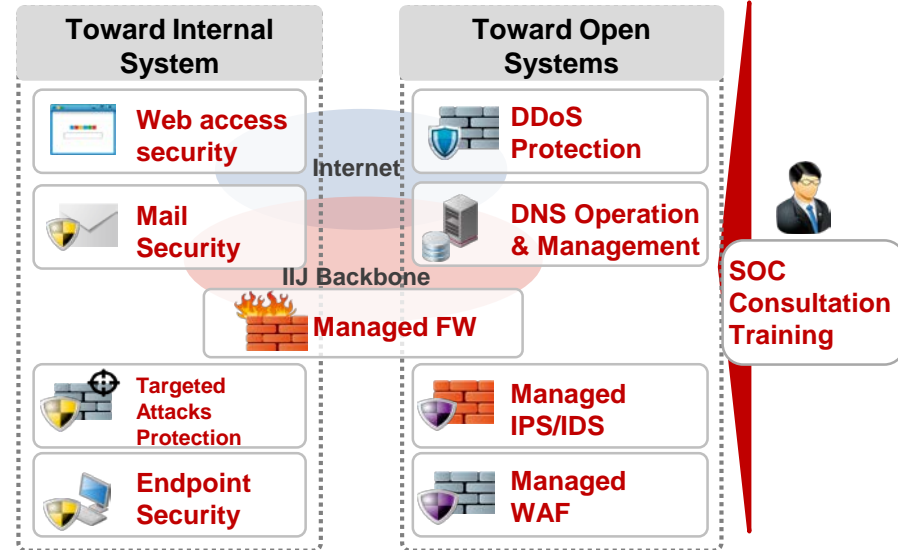 Toward Internal
System
Toward Open
Systems
Web access
security
DDoS
Protection
Internet
Mail
Security
DNS Operation
& Management
IIJ Backbone
Managed FW
SOC
Consultation
Training
Targeted
Attacks
Protection
Managed
IPS/IDS
Endpoint
Security
Managed
WAF